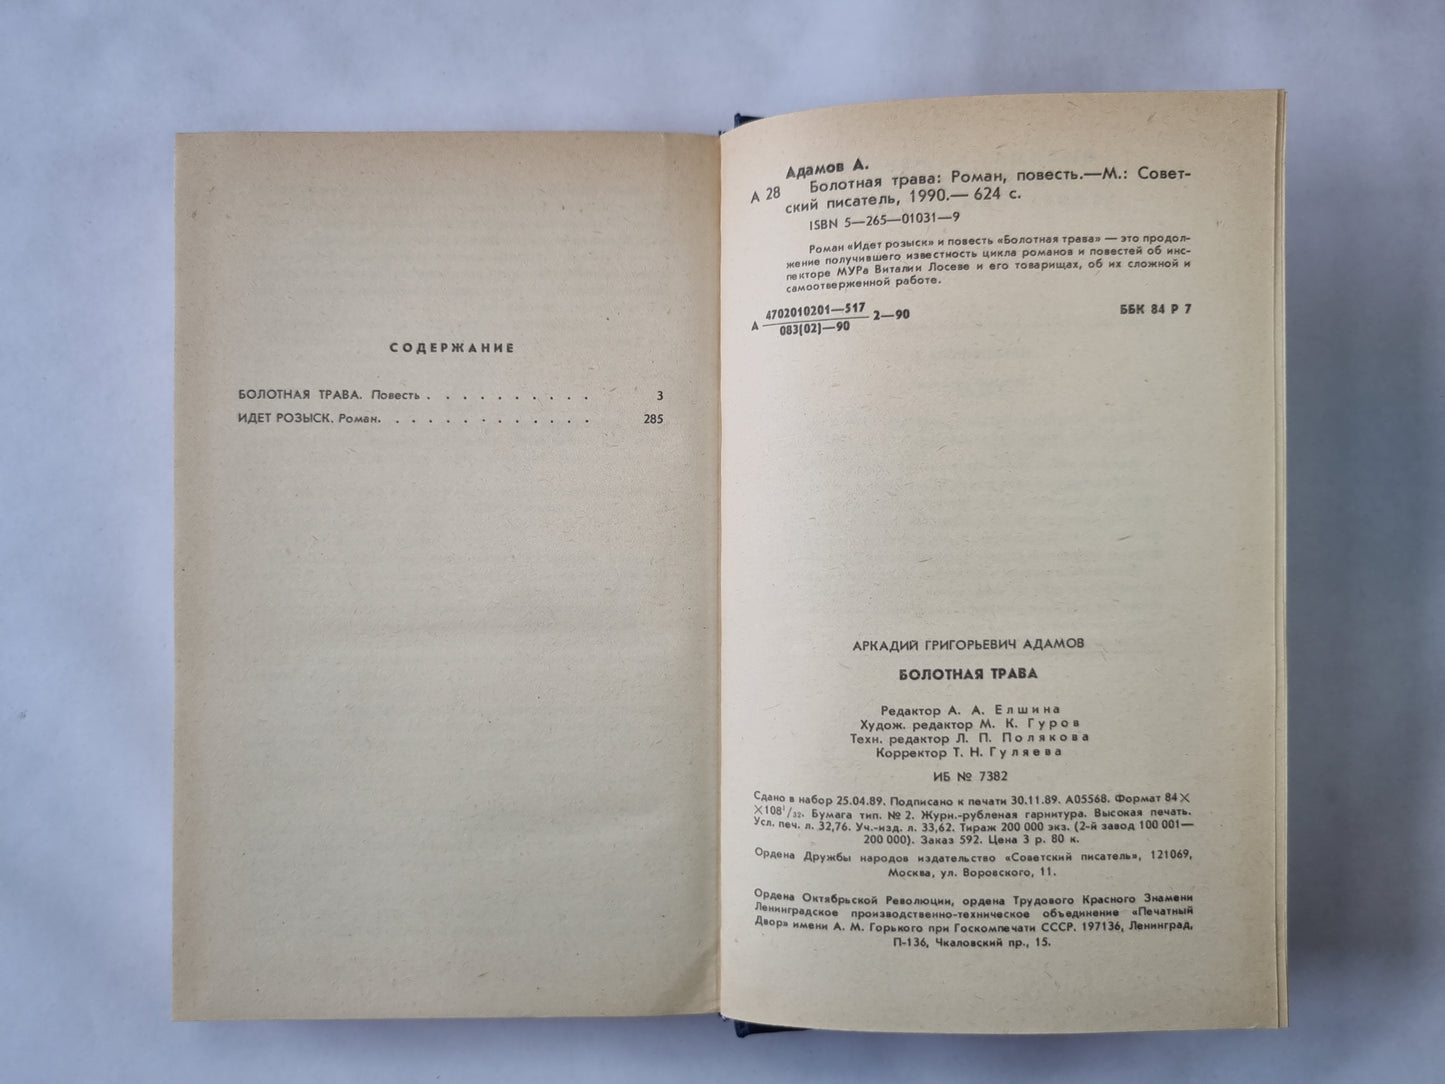 СОДЕРЖАНИЕ
БОЛОТНАЯ ТРАВА. Повесть . . . . . . . . . . 3
ИДЕТ РОЗЫСК. Роман. . . . . . . . . . . . 285
Адамов А.
А 28 Болотная трава: Роман, повесть.—М.: Совет-
ский писатель, 1990.— 624 с.
ISBN 5—265—01031—9
Роман «Идет розыск» и повесть «Болотная трава» — это продол-
жение получившего известность цикла романов и повестей об инс-
пекторе МУРа Виталии Лосеве и его товарищах, об их сложной и
самоотверженной работе.
А 4702010201—517 2—90 ББК 84 Р 7
083(02)—90
АРКАДИЙ ГРИГОРЬЕВИЧ АДАМОВ
БОЛОТНАЯ ТРАВА
Редактор А. А. Елшина
Худож. редактор М. К. Гуров
Техн. редактор Л. П. Полякова
Корректор Т. Н. Гуляева
ИБ № 7382
Сдано в набор 25.04.89. Подписано к печати 30.11.89. А05568. Формат 84×
×108¹/₃₂. Бумага тип. № 2. Журн.-рубленая гарнитура. Высокая печать.
Усл. печ. л. 32,76. Уч.-изд. л. 33,62. Тираж 200 000 экз. (2-й завод 100 001—
200 000). Заказ 592. Цена 3 р. 80 к.
Ордена Дружбы народов издательство «Советский писатель», 121069,
Москва, ул. Воровского, 11.
Ордена Октябрьской Революции, ордена Трудового Красного Знамени
Ленинградское производственно-техническое объединение «Печатный
Двор» имени А. М. Горького при Госкомпечати СССР. 197136, Ленинград,
П-136, Чкаловский пр., 15.